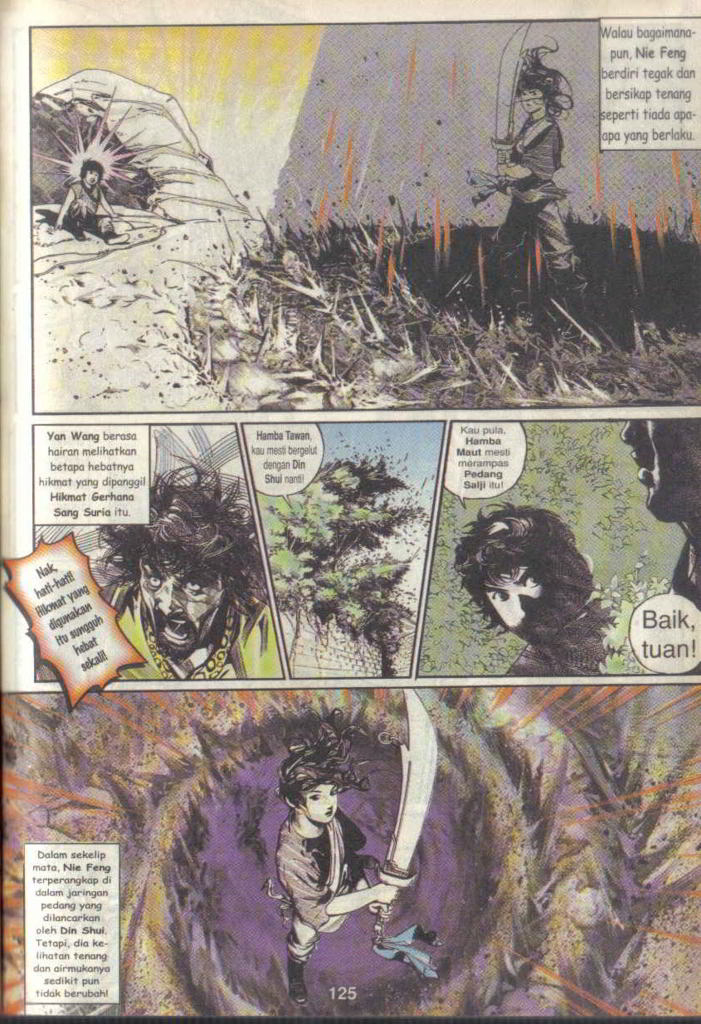 Walau bagaimana-
pun, Nie Feng
berdiri tegak dan
bersikap tenang
seperti tiada apa-
apa yang berlaku.
Yan Wang berasa
hairan melihatkan
betapa hebatnya
hikmat yang dipanggil
Hikmat Gerhana
Sang Suria itu.
Nak,
hati-hati!
Hikmat yang
digunakan
itu sungguh
hebat
sekali!
Hamba Tawan,
kau mesti bergelut
dengan Din
Shui nanti!
Kau pula,
Hamba
Maut mesti
merampas
Pedang
Salji itu!
Baik,
tuan!
Dalam sekelip
mata, Nie Feng
terperangkap di
dalam jaringan
pedang yang
dilancarkan
oleh Din Shui.
Tetapi, dia ke-
lihatan tenang
dan airmukanya
sedikit pun
tidak berubah!
125